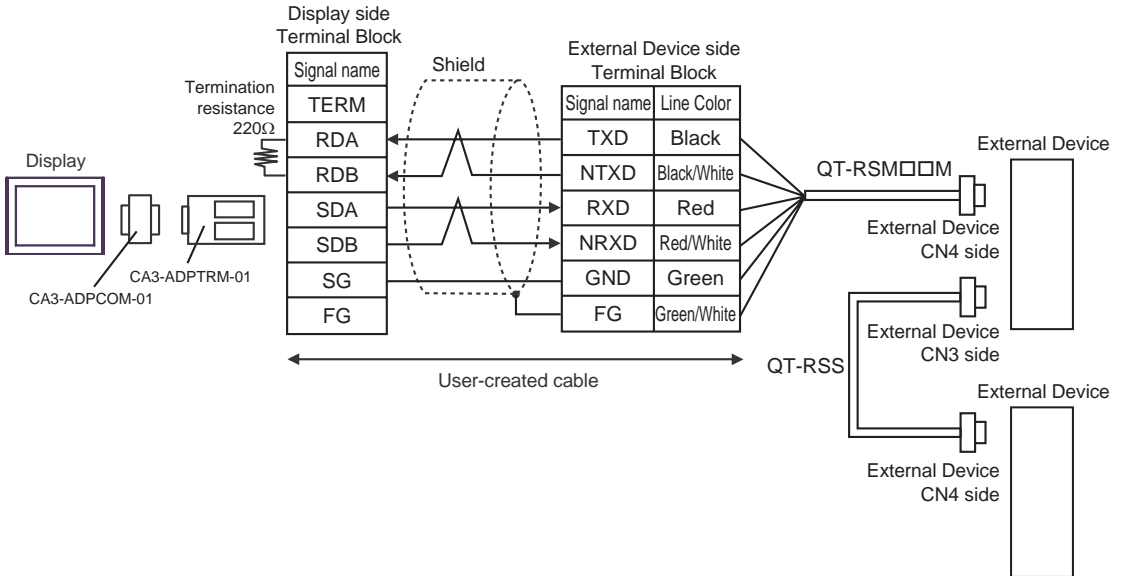 Display side
Terminal Block
Signal name
TERM
RDA
RDB
SDA
SDB
SG
FG
Termination
resistance
220Ω
Display
CA3-ADPCOM-01
CA3-ADPTRM-01
Shield
External Device side
Terminal Block
Signal name Line Color
TXD Black
NTXD Black/White
RXD Red
NRXD Red/White
GND Green
FG Green/White
User-created cable
QT-RSM□□M
External Device
External Device
CN4 side
External Device
CN3 side
QT-RSS
External Device
External Device
CN4 side